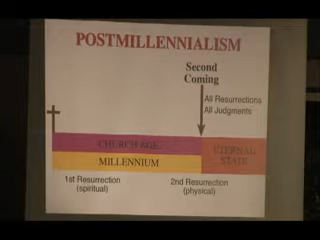 POSTMILLENNIALISM
Second
Coming
All Resurrections
All Judgments
CHURCH AGE
ETERNAL
STATE
MILLENNIUM
1st Resurrection
(spiritual)
2nd Resurrection
(physical)